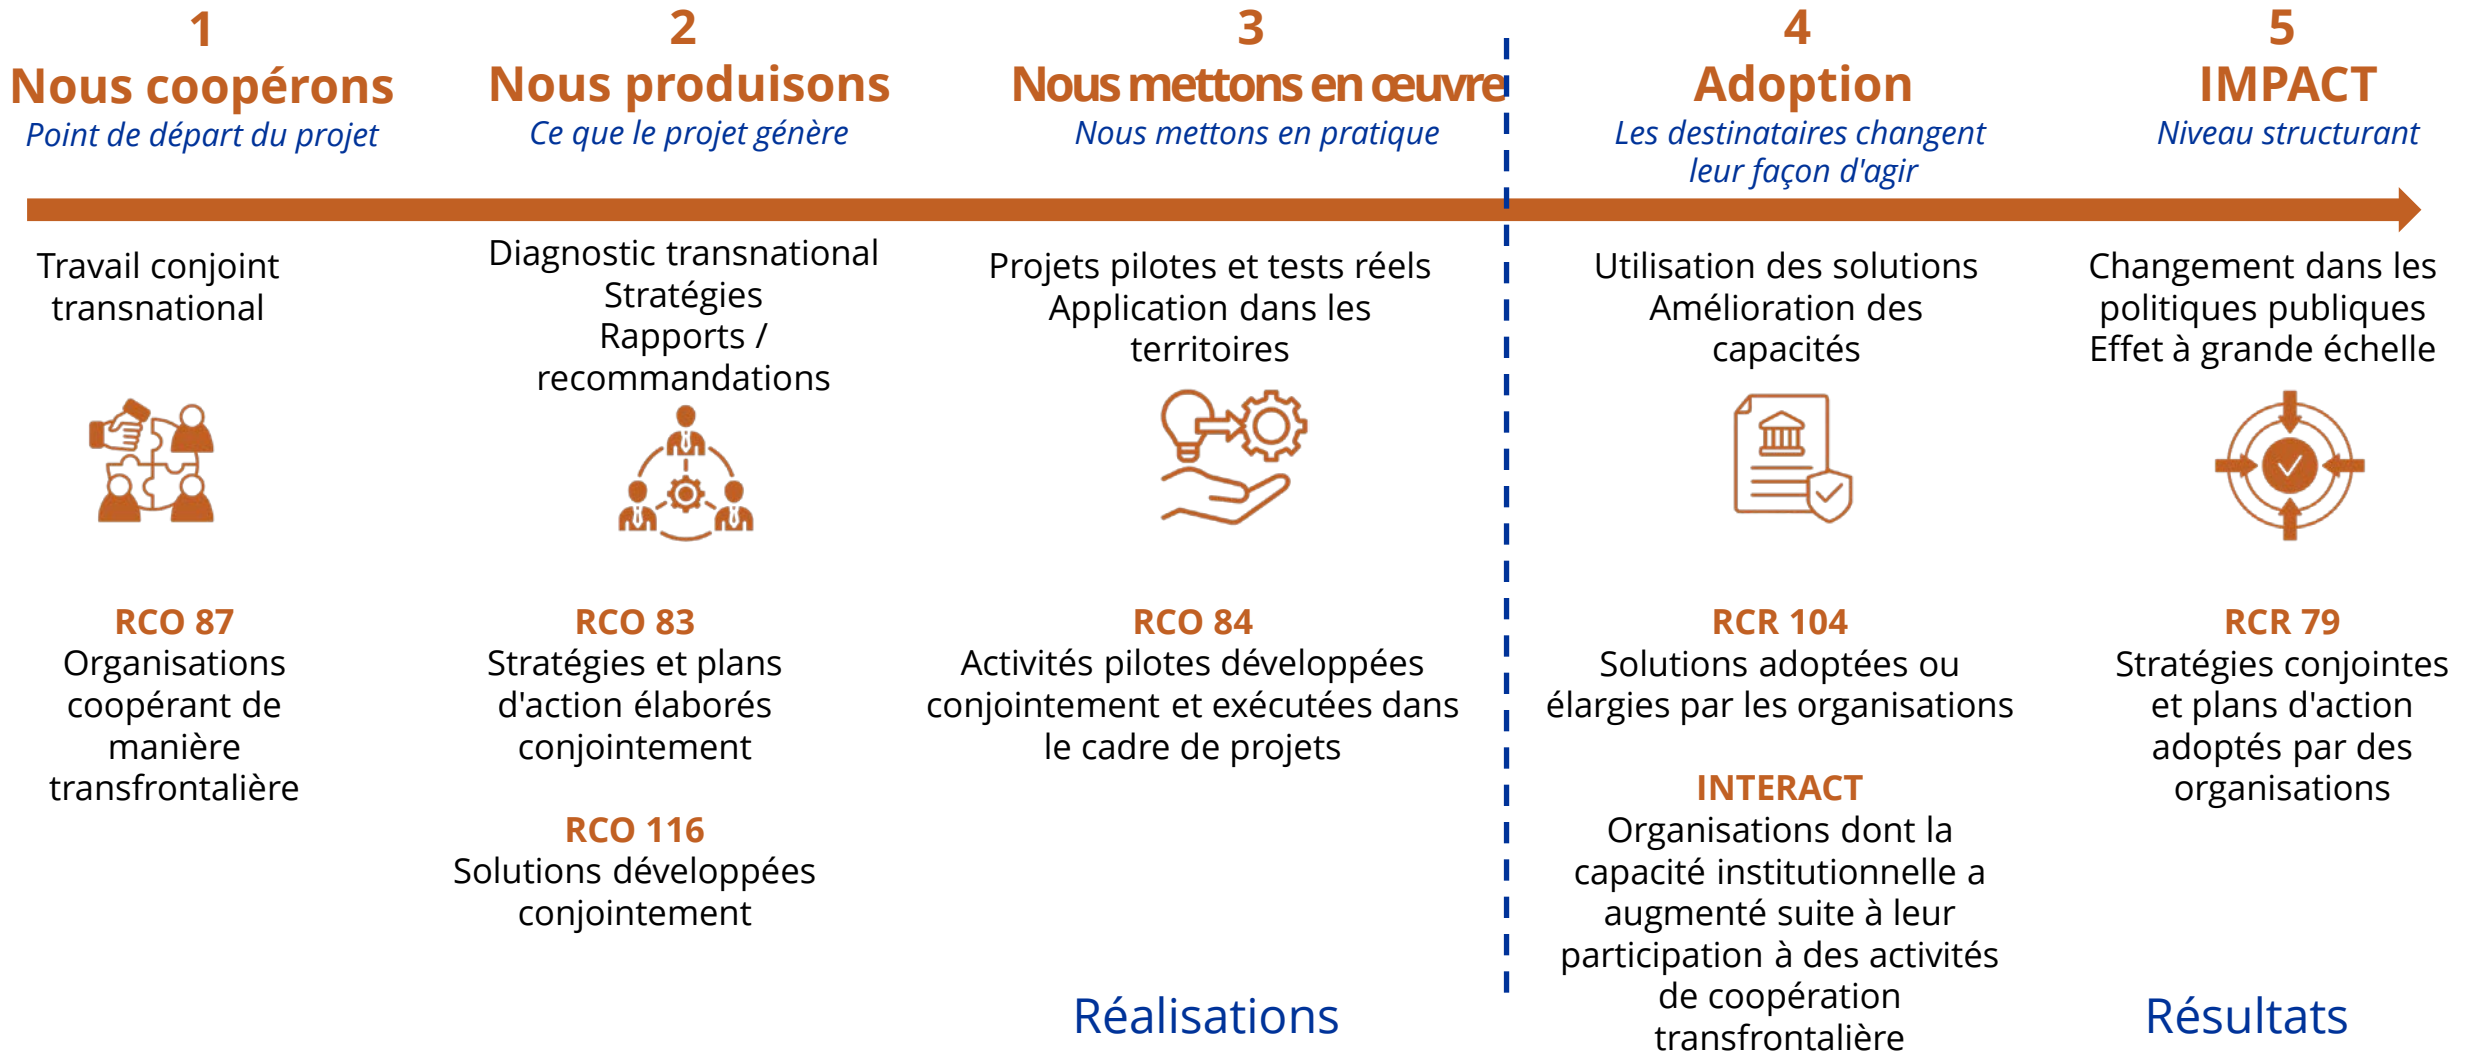 1
Nous coopérons
Point de départ du projet
2
Nous produisons
Ce que le projet génère
3
Nous mettons en œuvre
Nous mettons en pratique
4
Adoption
Les destinataires changent
leur façon d'agir
5
IMPACT
Niveau structurant
Travail conjoint
transnational
Diagnostic transnational
Stratégies
Rapports /
recommandations
Projets pilotes et tests réels
Application dans les
territoires
Utilisation des solutions
Amélioration des
capacités
Changement dans les
politiques publiques
Effet à grande échelle
RCO 87
Organisations
coopérant de
manière
transfrontalière
RCO 83
Stratégies et plans
d'action élaborés
conjointement
RCO 116
Solutions développées
conjointement
RCO 84
Activités pilotes développées
conjointement et exécutées dans
le cadre de projets
RCR 104
Solutions adoptées ou
élargies par les organisations
INTERACT
Organisations dont la
capacité institutionnelle a
augmenté suite à leur
participation à des activités
de coopération
transfrontalière
RCR 79
Stratégies conjointes
et plans d'action
adoptés par des
organisations
Réalisations
Résultats